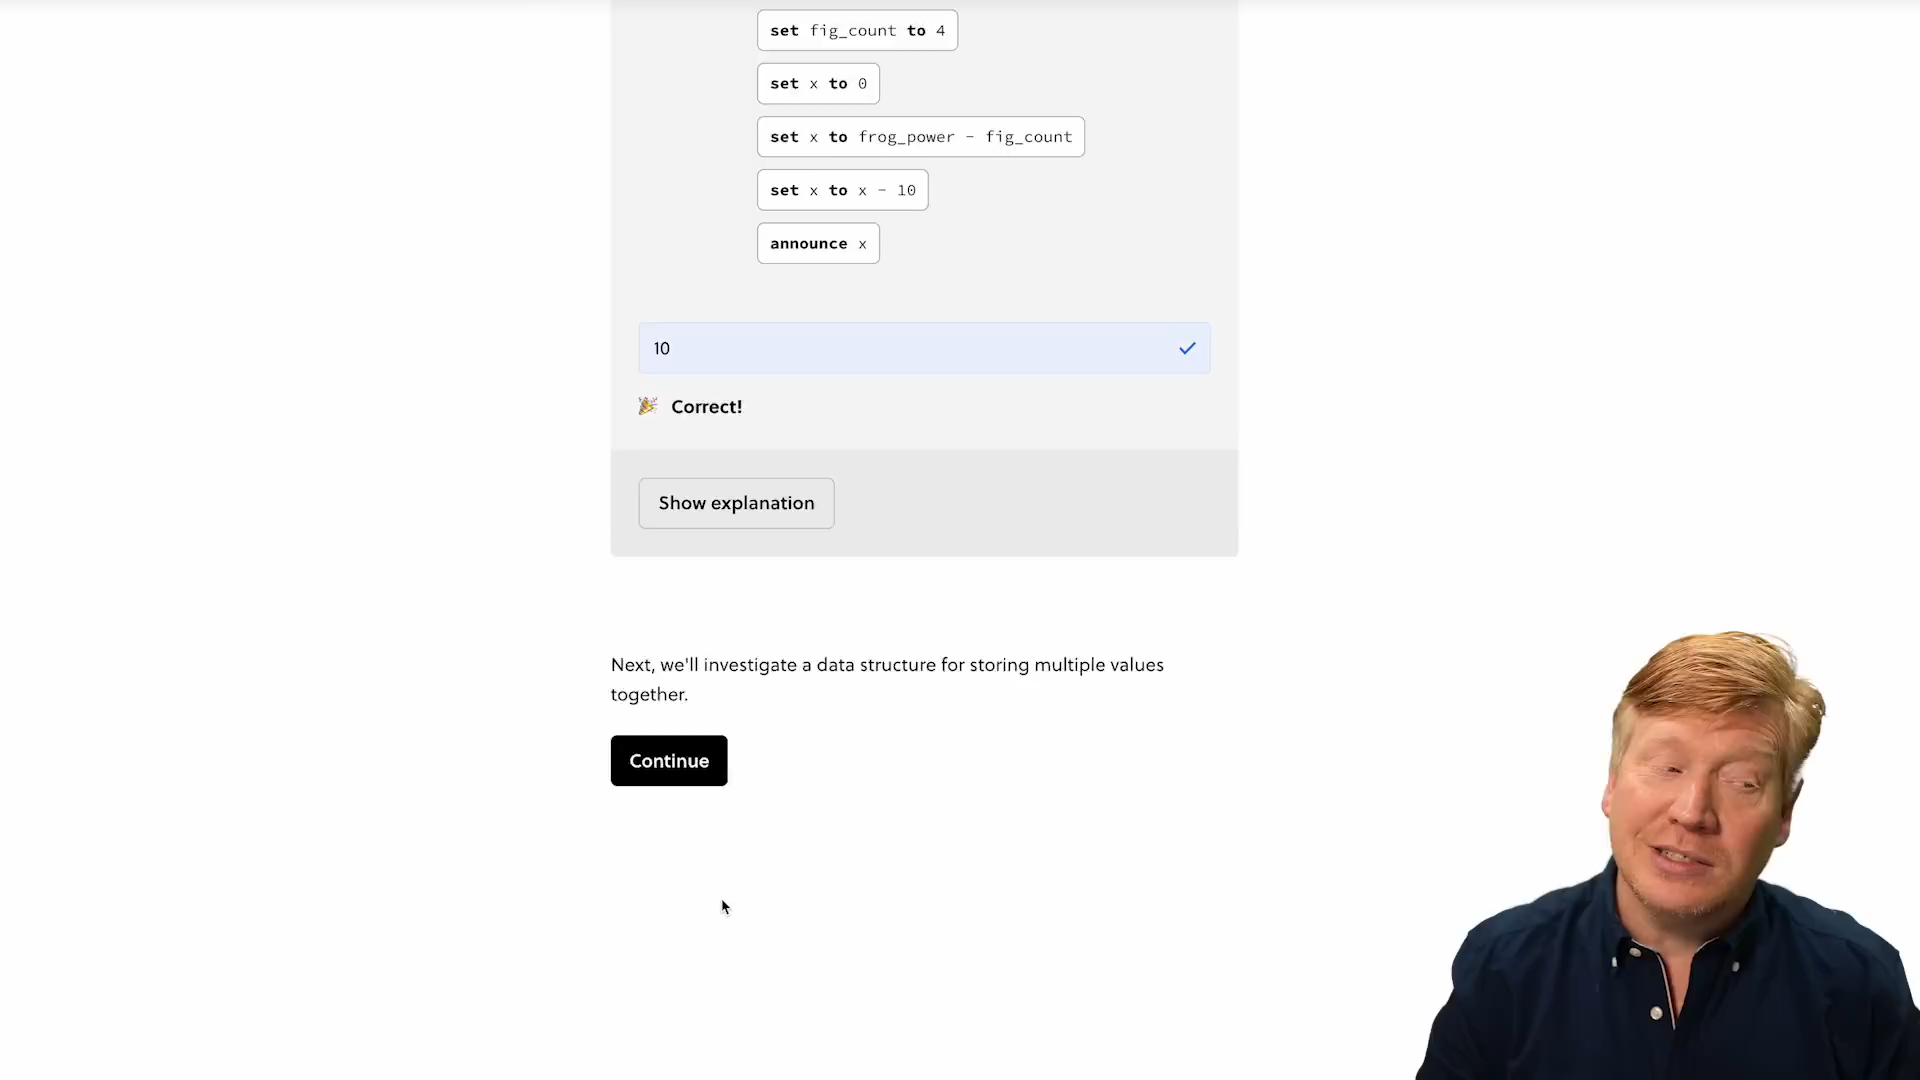 set fig_count to 4
set x to 0
set x to frog_power - fig_count
set x to x - 10
announce x
10
Correct!
Show explanation
Next, we'll investigate a data structure for storing multiple values
together.
Continue